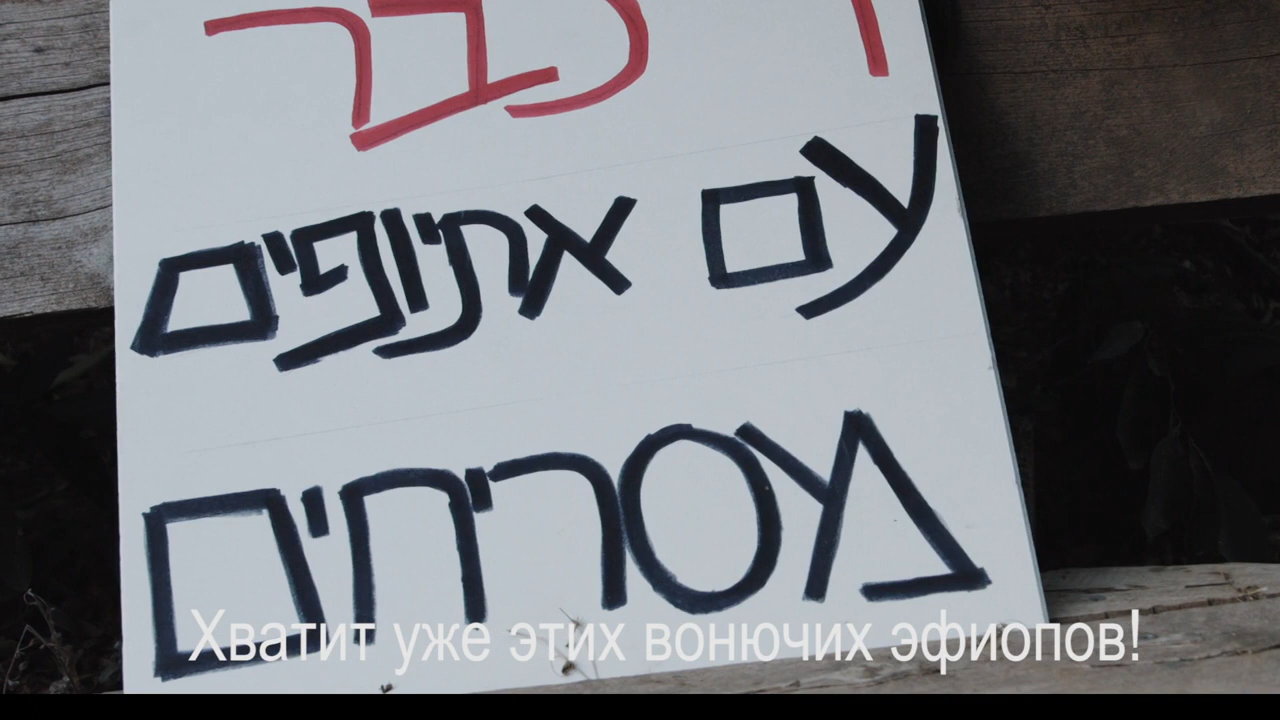 כבר
עם אתיופים
מסריחים
Хватит уже этих вонючих эфиопов!